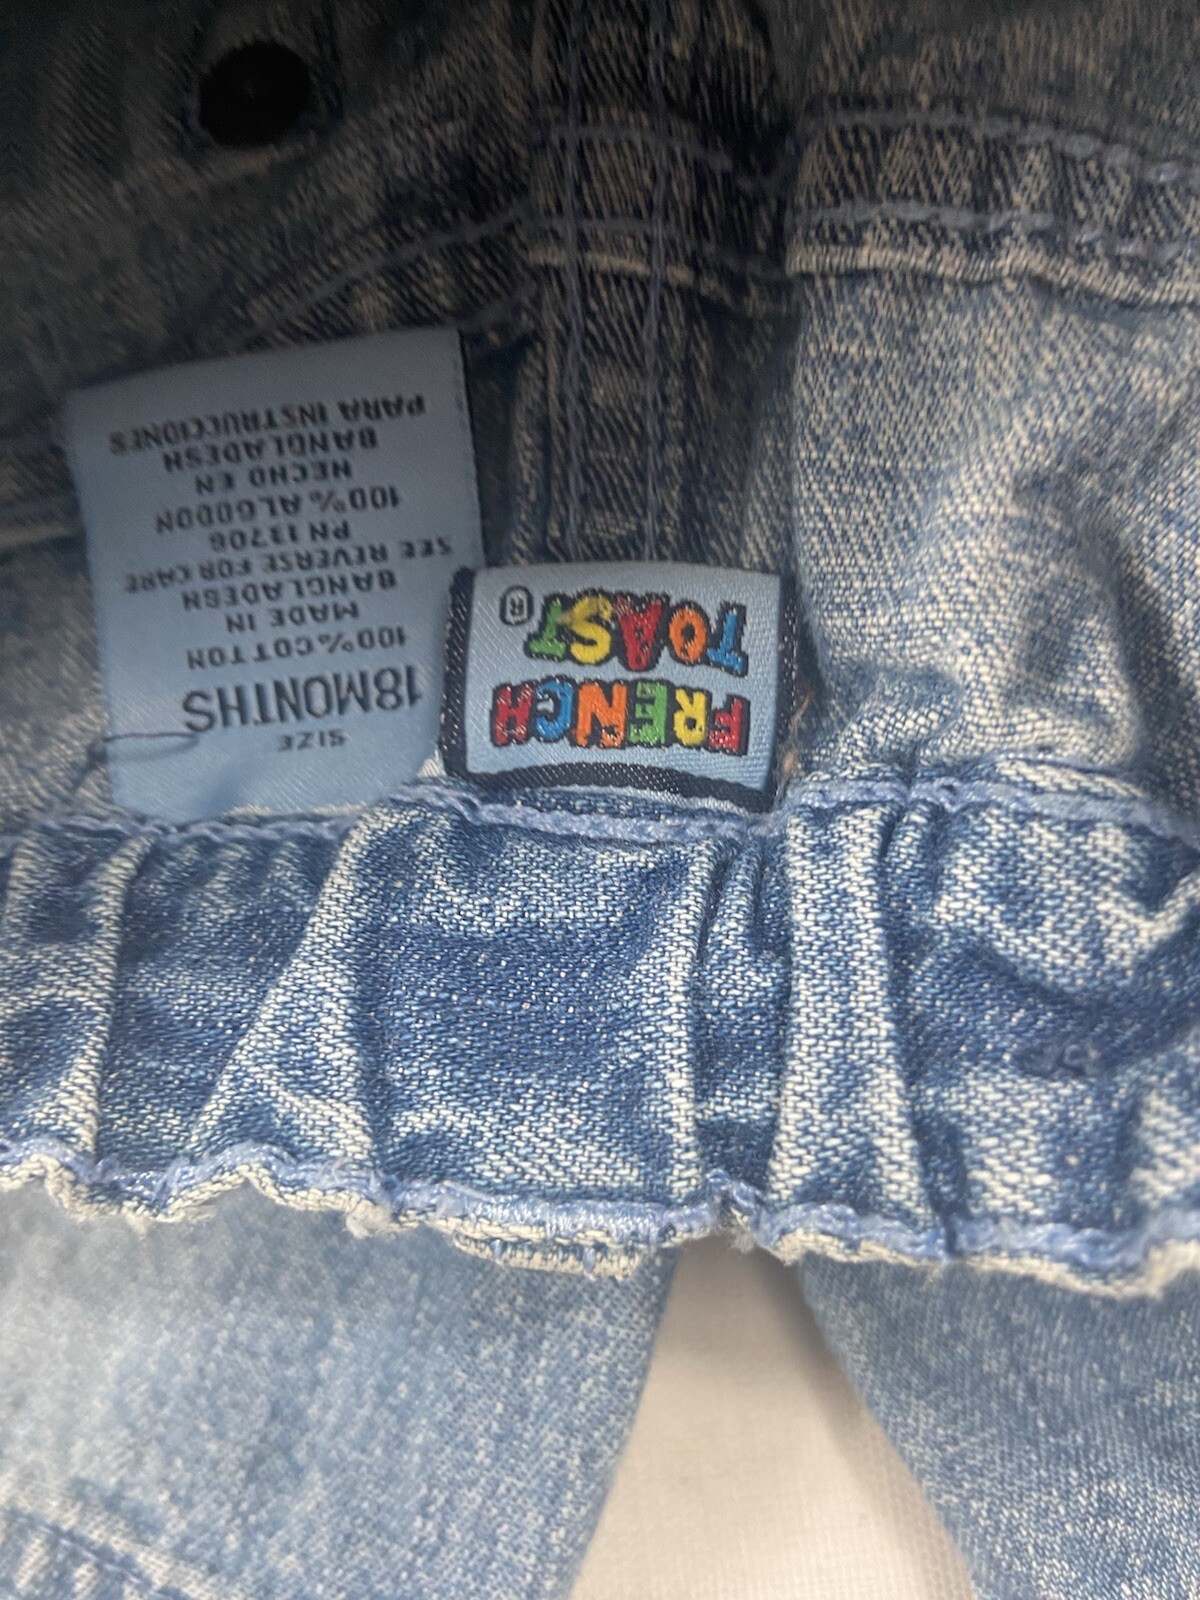 SIZE
18MONTHS
100%COTTON
MADE IN
BANGLADESH
SEE REVERSE FOR CARE
PN 13706
100% ALGODON
HECHO EN
BANGLADESH
PARA INSTRUCCIONES
FRENCH
TOAST®